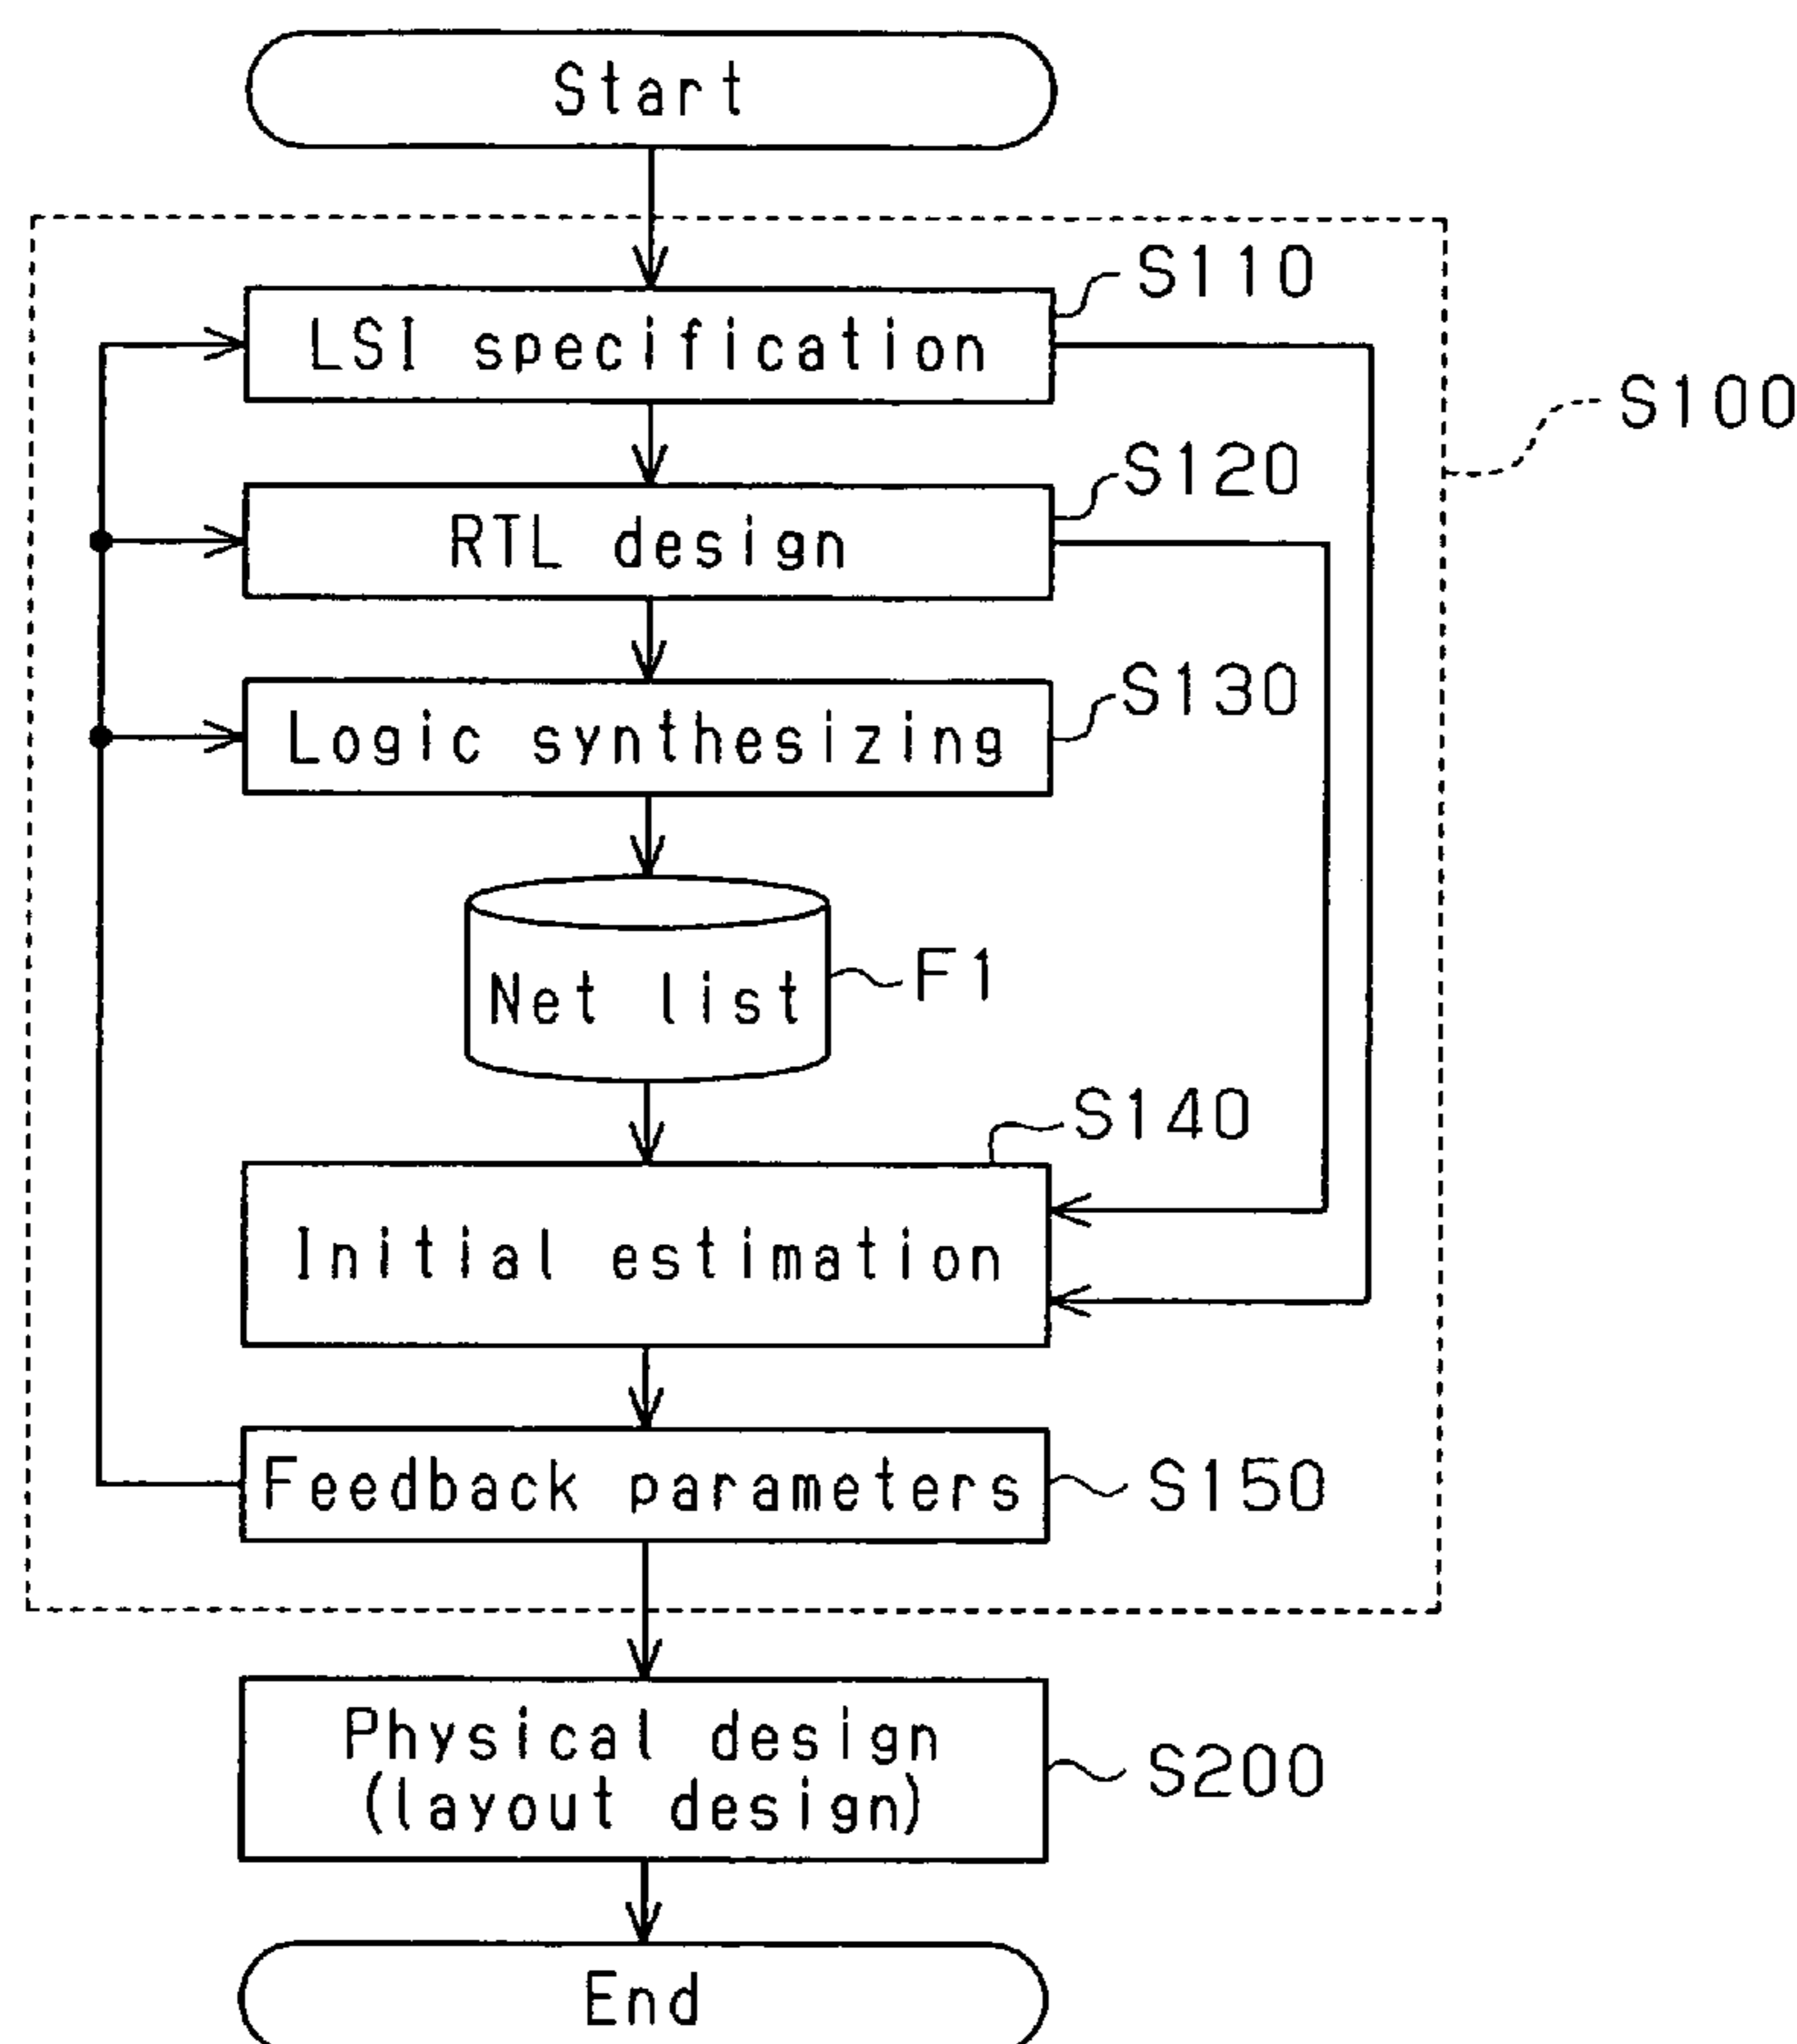 Start
S110
LSI specification
S100
S120
RTL design
S130
Logic synthesizing
F1
Net list
S140
Initial estimation
Feedback parameters
S150
Physical design
(layout design)
S200
End